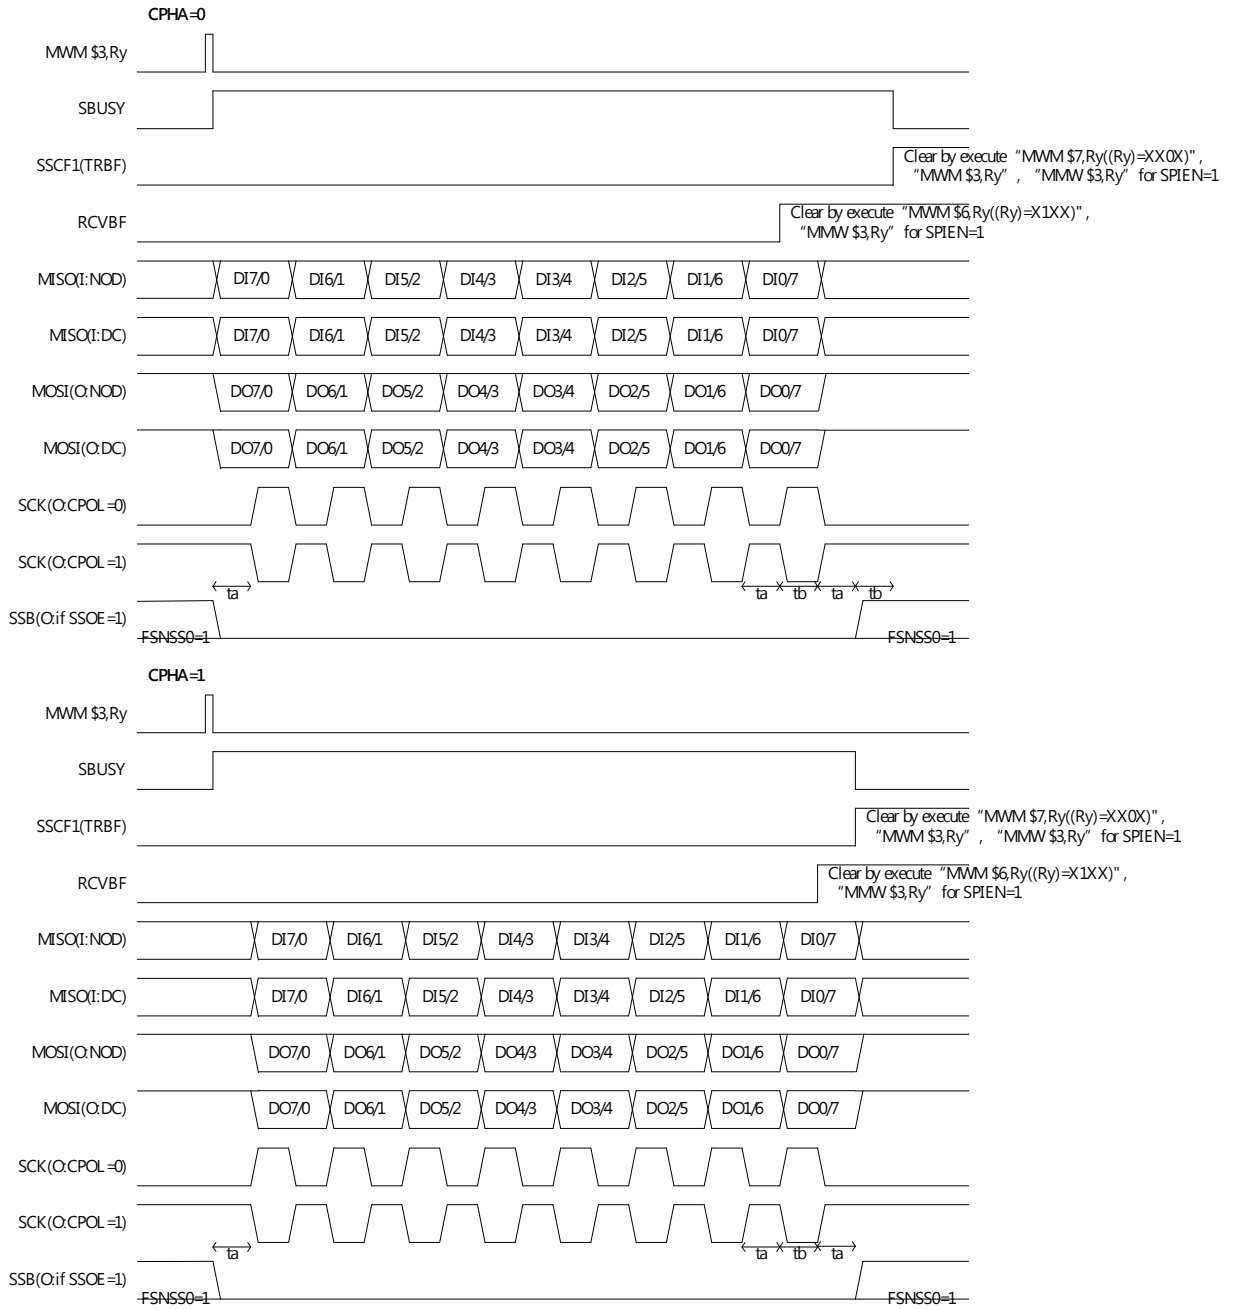 CPHA=0
MWM $3,Ry
SBUSY
SSCF1(TRBF)
Clear by execute “MWM $7,Ry((Ry)=XX0X)",
“MWM $3,Ry” , “MMW $3,Ry” for SPIEN=1
RCVBF
Clear by execute “MWM $6,Ry((Ry)=X1XX)",
“MMW $3,Ry” for SPIEN=1
MISO(I:NOD) DI7/0 DI6/1 DI5/2 DI4/3 DI3/4 DI2/5 DI1/6 DI0/7
MISO(I:DC) DI7/0 DI6/1 DI5/2 DI4/3 DI3/4 DI2/5 DI1/6 DI0/7
MOSI(O:NOD) DO7/0 DO6/1 DO5/2 DO4/3 DO3/4 DO2/5 DO1/6 DO0/7
MOSI(O:DC) DO7/0 DO6/1 DO5/2 DO4/3 DO3/4 DO2/5 DO1/6 DO0/7
SCK(O:CPOL=0)
SCK(O:CPOL=1)
ta ta tb ta tb
SSB(O:if SSOE=1)
FSNSS0=1 FSNSS0=1
CPHA=1
MWM $3,Ry
SBUSY
SSCF1(TRBF)
Clear by execute “MWM $7,Ry((Ry)=XX0X)",
“MWM $3,Ry” , “MMW $3,Ry” for SPIEN=1
RCVBF
Clear by execute “MWM $6,Ry((Ry)=X1XX)",
“MMW $3,Ry” for SPIEN=1
MISO(I:NOD) DI7/0 DI6/1 DI5/2 DI4/3 DI3/4 DI2/5 DI1/6 DI0/7
MISO(I:DC) DI7/0 DI6/1 DI5/2 DI4/3 DI3/4 DI2/5 DI1/6 DI0/7
MOSI(O:NOD) DO7/0 DO6/1 DO5/2 DO4/3 DO3/4 DO2/5 DO1/6 DO0/7
MOSI(O:DC) DO7/0 DO6/1 DO5/2 DO4/3 DO3/4 DO2/5 DO1/6 DO0/7
SCK(O:CPOL=0)
SCK(O:CPOL=1)
ta ta tb ta
SSB(O:if SSOE=1)
FSNSS0=1 FSNSS0=1